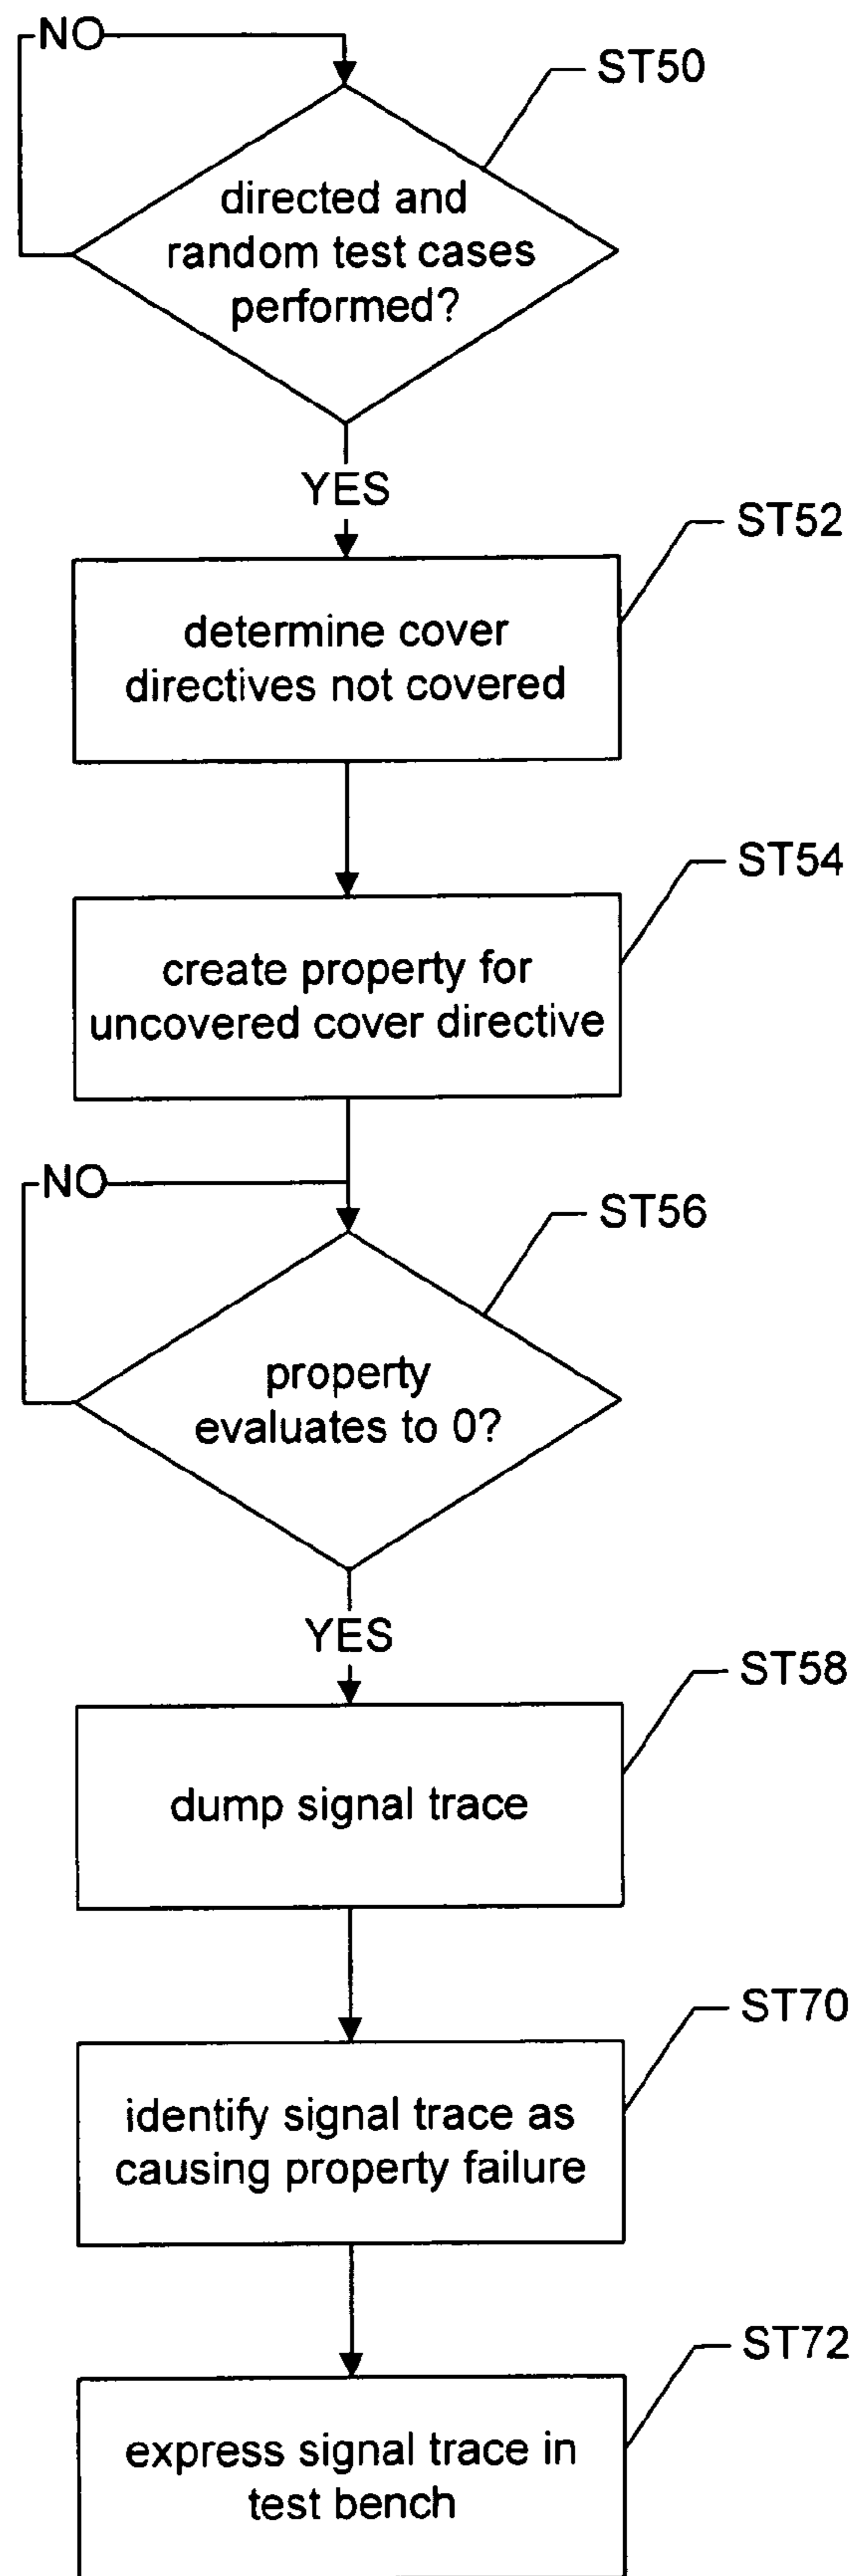 NO
ST50
directed and
random test cases
performed?
YES
ST52
determine cover
directives not covered
ST54
create property for
uncovered cover directive
NO
ST56
property
evaluates to 0?
YES
ST58
dump signal trace
ST70
identify signal trace as
causing property failure
ST72
express signal trace in
test bench